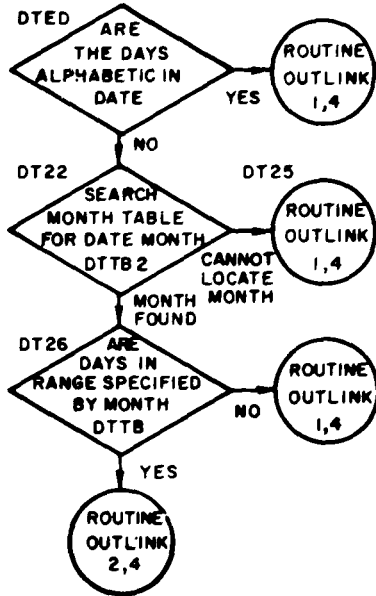 DTED
ARE
THE DAYS
ALPHABETIC IN
DATE
YES
ROUTINE
OUTLINK
1,4
NO
DT22
SEARCH
MONTH TABLE
FOR DATE MONTH
DTTB2
DT25
CANNOT
LOCATE
MONTH
ROUTINE
OUTLINK
1,4
MONTH
FOUND
DT26
ARE
DAYS IN
RANGE SPECIFIED
BY MONTH
DTTB
NO
ROUTINE
OUTLINK
1,4
YES
ROUTINE
OUTLINK
2,4